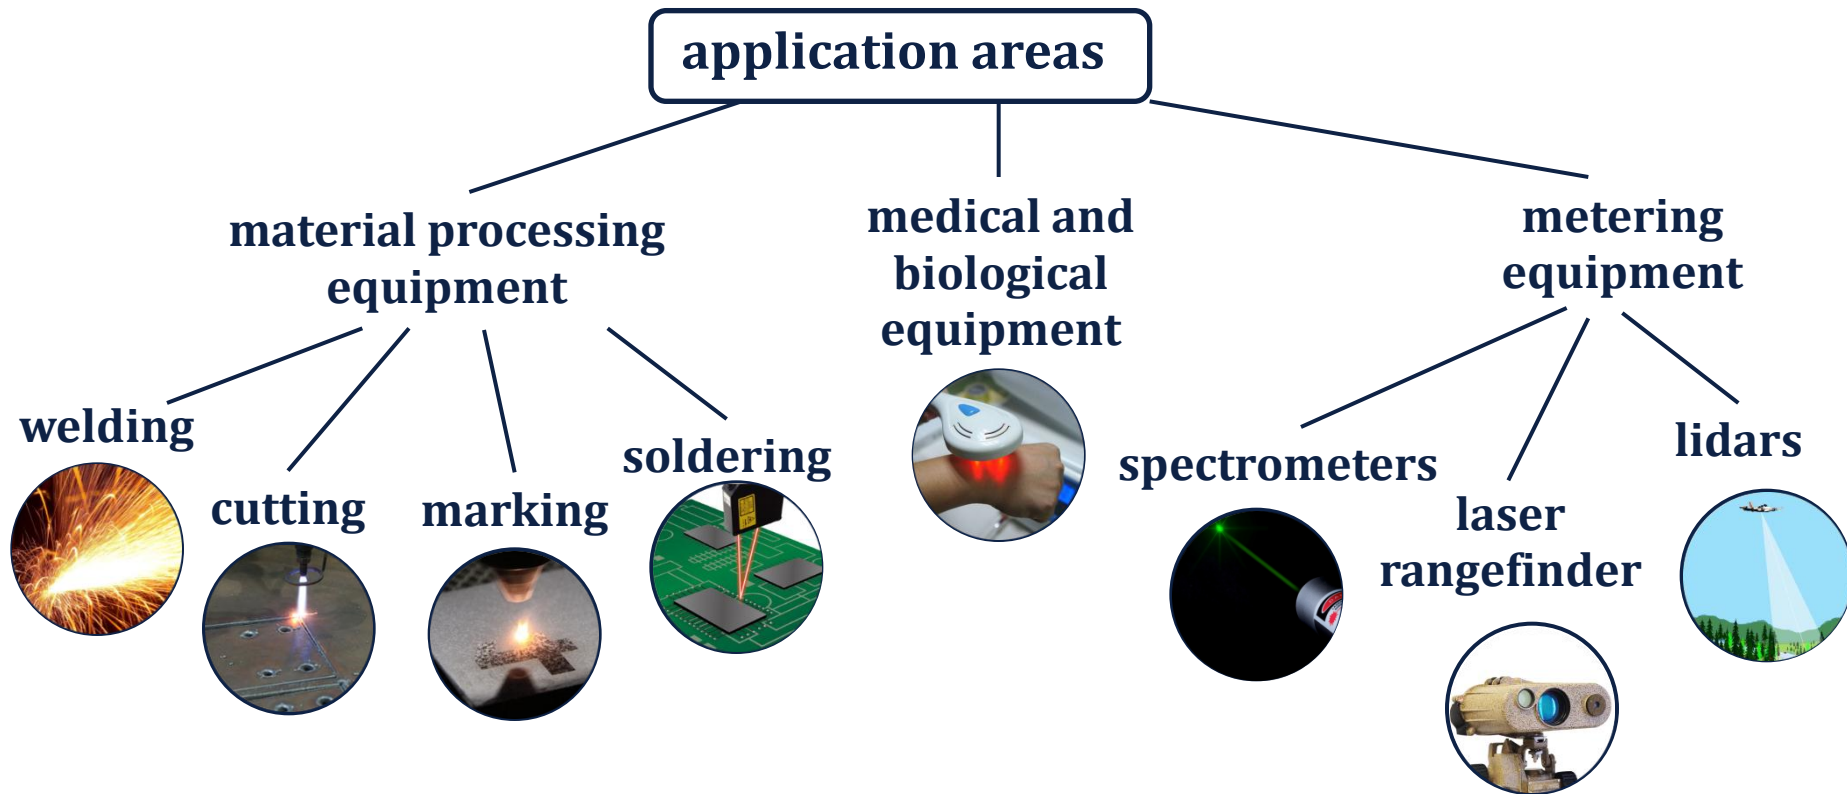 application areas
material processing
equipment
medical and
biological
equipment
metering
equipment
welding
cutting
marking
soldering
spectrometers
laser
rangefinder
lidars